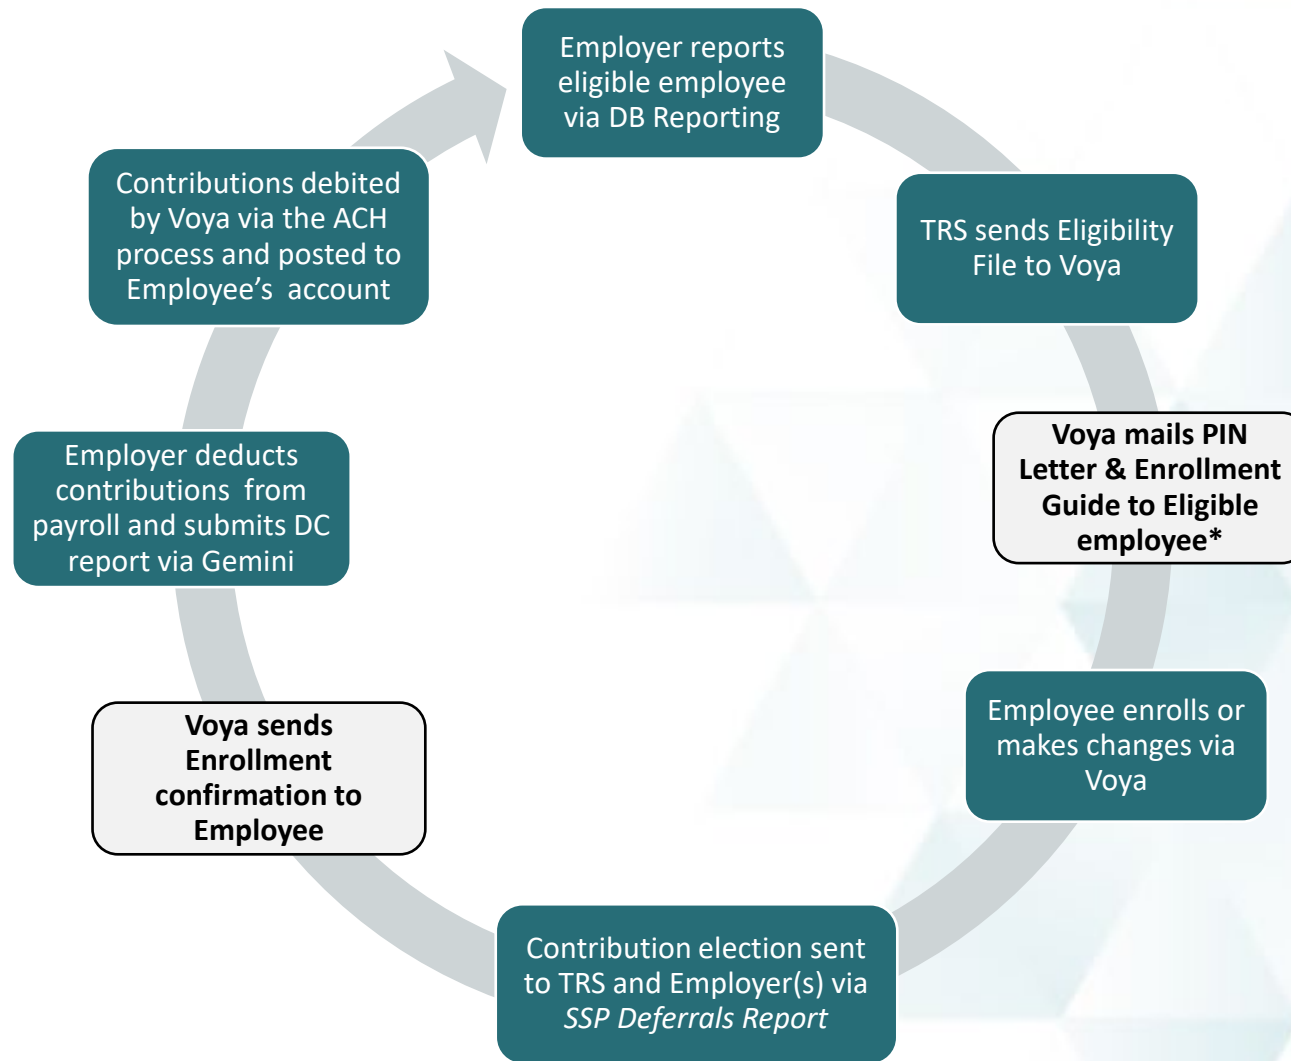 Employer reports
eligible employee
via DB Reporting
TRS sends Eligibility
File to Voya
Voya mails PIN
Letter & Enrollment
Guide to Eligible
employee*
Employee enrolls or
makes changes via
Voya
Contribution election sent
to TRS and Employer(s) via
SSP Deferrals Report
Voya sends
Enrollment
confirmation to
Employee
Employer deducts
contributions from
payroll and submits DC
report via Gemini
Contributions debited
by Voya via the ACH
process and posted to
Employee's account